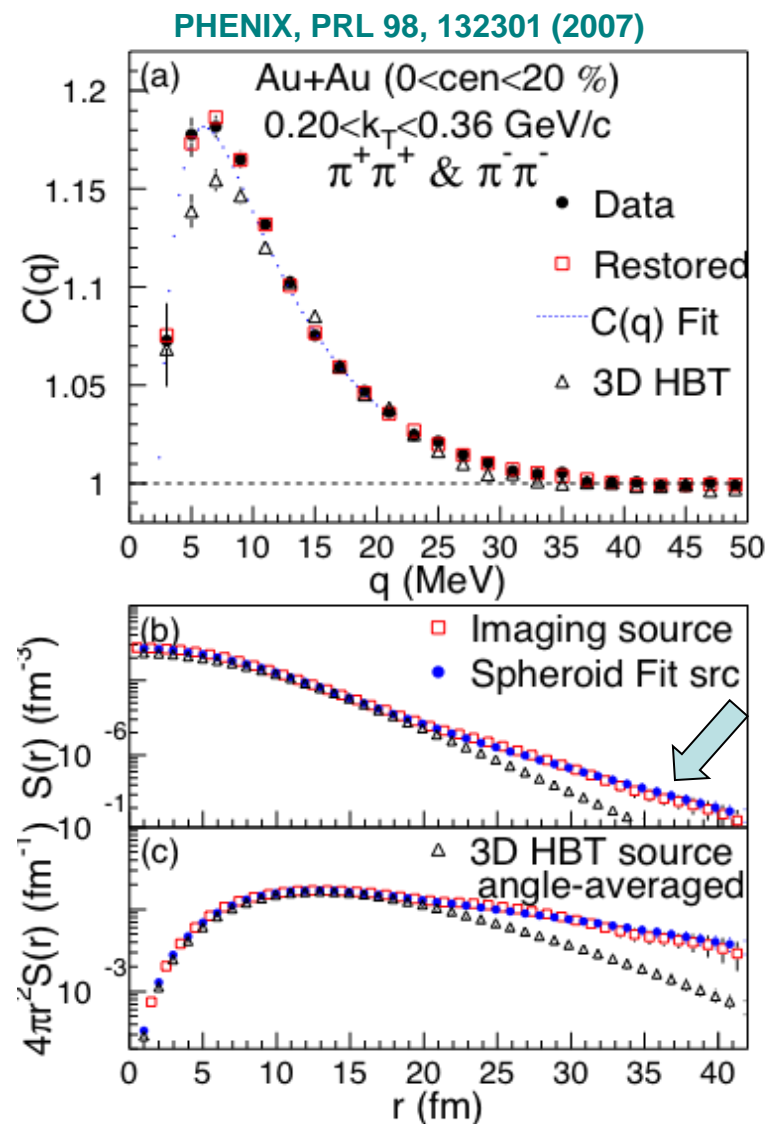 PHENIX, PRL 98, 132301 (2007)
(a) Au+Au (0<cen<20 %)
0.20<k_T<0.36 GeV/c
π⁺π⁺ & π⁻π⁻
Data
Restored
C(q) Fit
3D HBT
C(q)
1.2
1.15
1.1
1.05
1
0 5 10 15 20 25 30 35 40 45 50
q (MeV)
(b) Imaging source
Spheroid Fit src
S(r) (fm⁻³)
10⁻⁶
10⁻¹
(c) 3D HBT source
angle-averaged
4πr²S(r) (fm⁻¹)
10⁻³
0 5 10 15 20 25 30 35 40
r (fm)